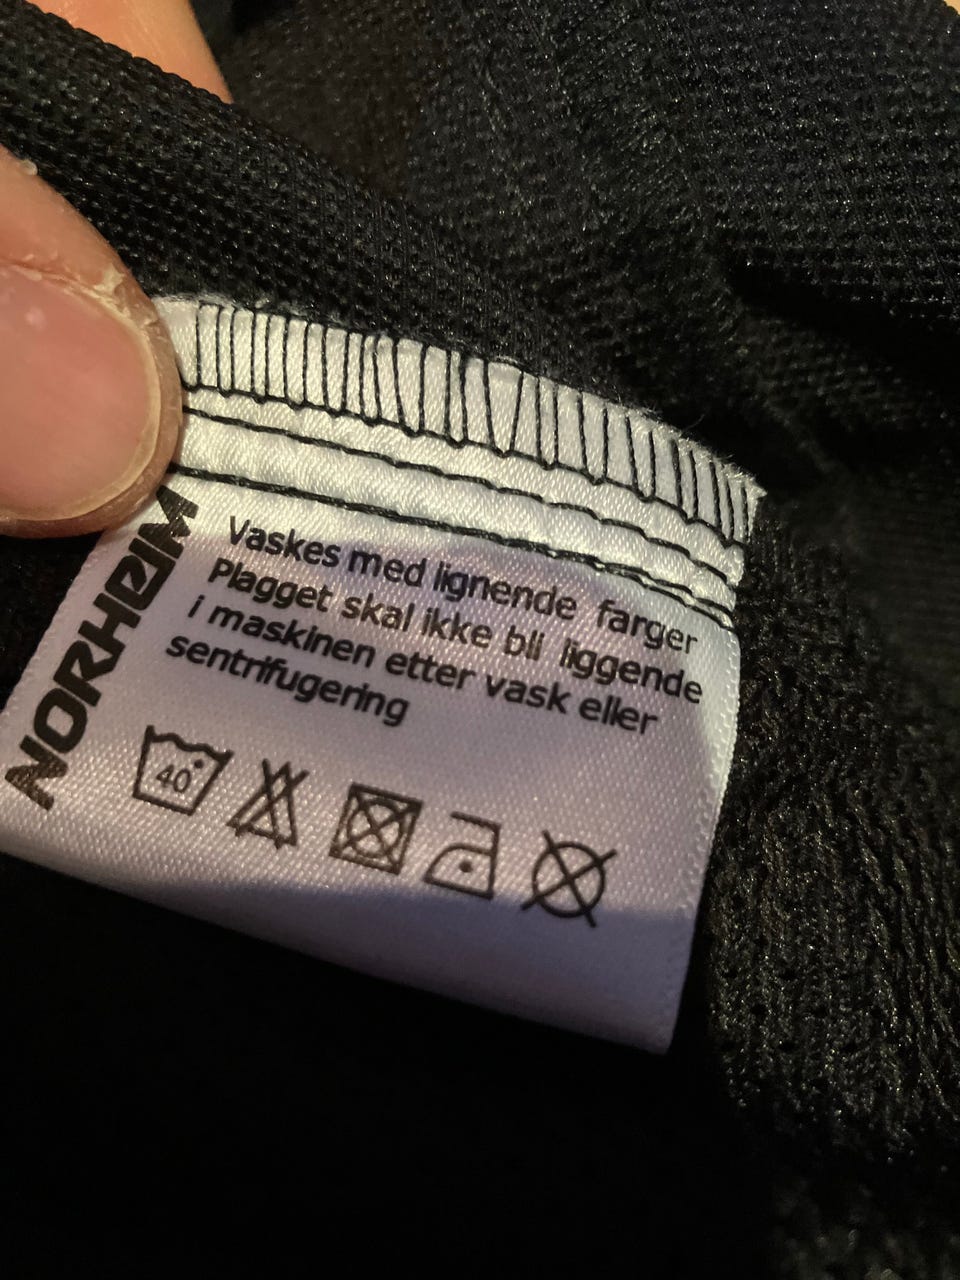 NORHEIM
Vaskes med lignende farger
Plagget skal ikke bli liggende
i maskinen etter vask eller
sentrifugering
40°